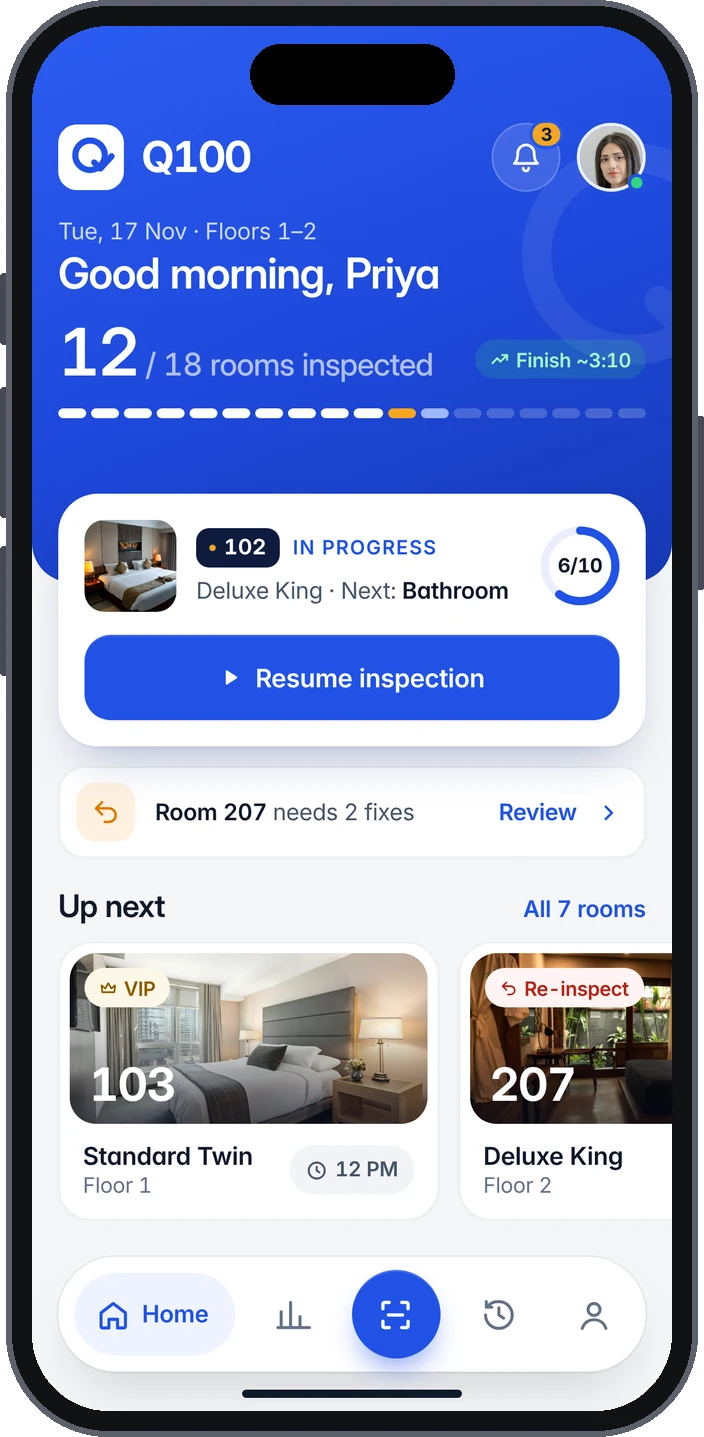 Q100
3
Tue, 17 Nov · Floors 1–2
Good morning, Priya
12 / 18 rooms inspected
Finish ~3:10
102
IN PROGRESS
6/10
Deluxe King · Next: Bathroom
Resume inspection
Room 207 needs 2 fixes
Review
Up next
All 7 rooms
VIP
103
Standard Twin
Floor 1
12 PM
Re-inspect
207
Deluxe King
Floor 2
Home